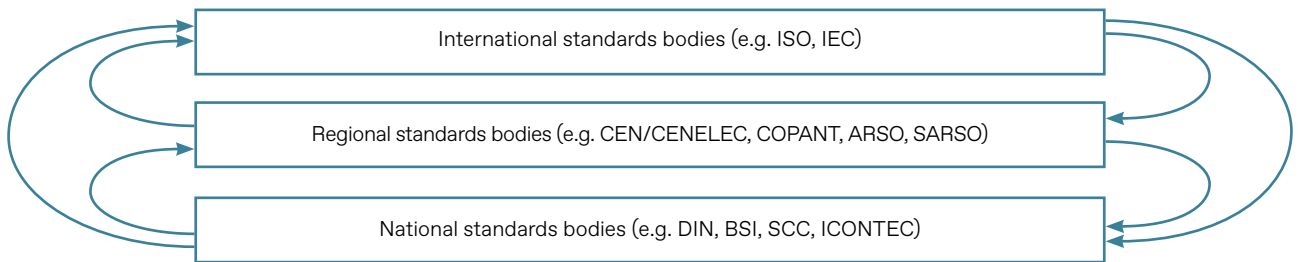 International standards bodies (e.g. ISO, IEC)
Regional standards bodies (e.g. CEN/CENELEC, COPANT, ARSO, SARSO)
National standards bodies (e.g. DIN, BSI, SCC, ICONTEC)